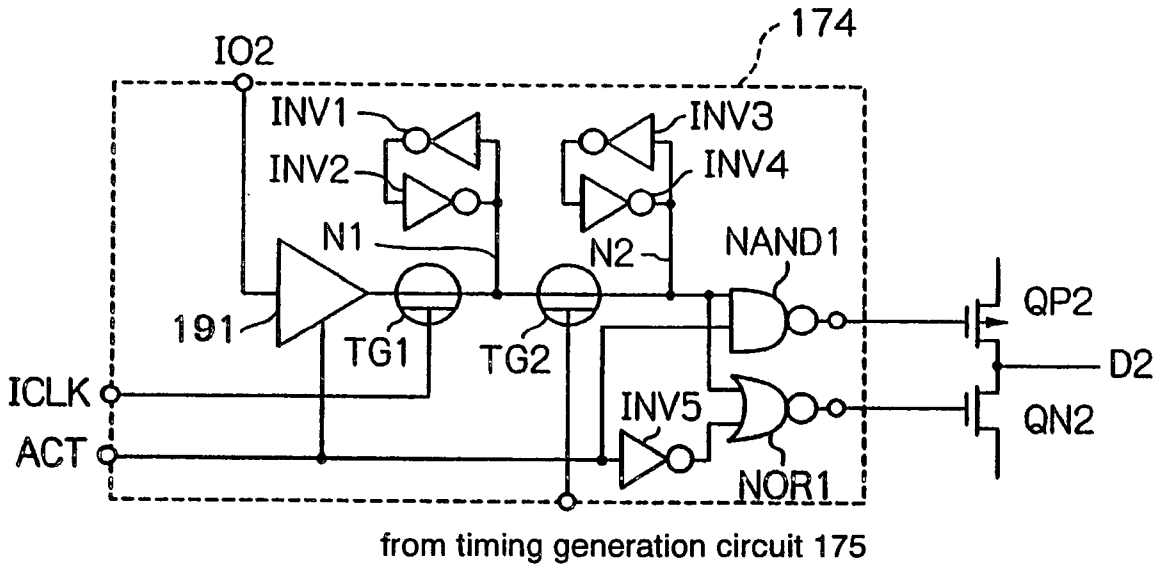 174
IO2
INV1
INV3
INV2
INV4
N1
N2
NAND1
191
TG1
TG2
QP2
D2
ICLK
INV5
QN2
ACT
NOR1
from timing generation circuit 175